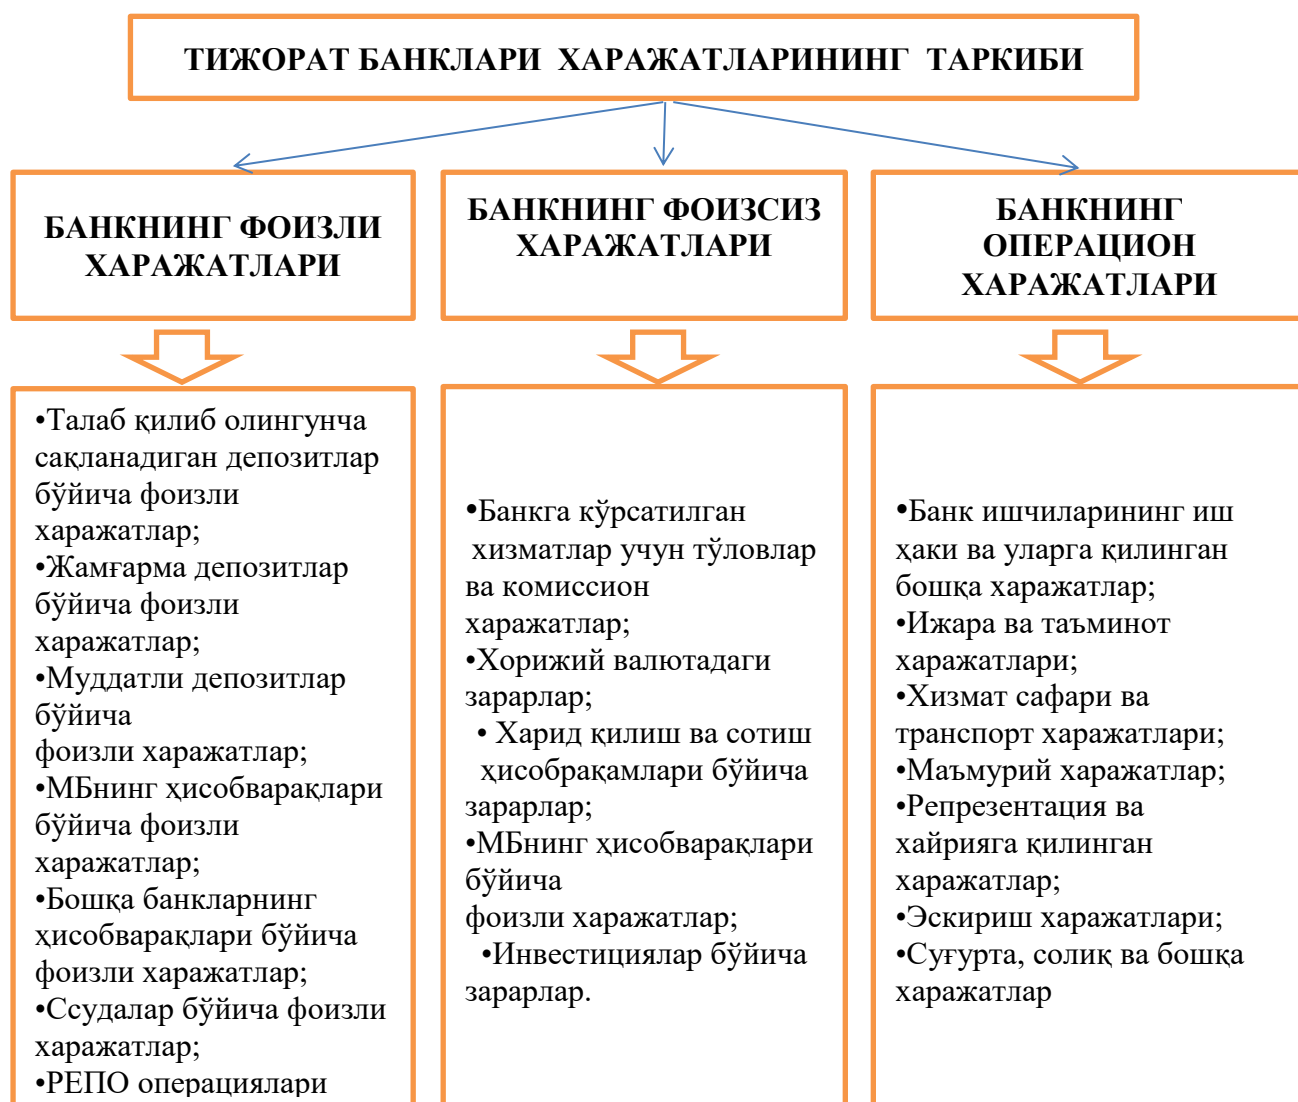 ТИЖОРАТ БАНКЛАРИ ХАРАЖАТЛАРИНИНГ ТАРКИБИ
БАНКНИНГ ФОИЗЛИ
ХАРАЖАТЛАРИ
БАНКНИНГ ФОИЗСИЗ
ХАРАЖАТЛАРИ
БАНКНИНГ
ОПЕРАЦИОН
ХАРАЖАТЛАРИ
•Талаб қилиб олингунча
сақланадиган депозитлар
бўйича фоизли
харажатлар;
•Жамғарма депозитлар
бўйича фоизли
харажатлар;
•Муддатли депозитлар
бўйича
фоизли харажатлар;
•МБнинг ҳисобварақлари
бўйича фоизли
харажатлар;
•Бошқа банкларнинг
ҳисобварақлари бўйича
фоизли харажатлар;
•Ссудалар бўйича фоизли
харажатлар;
•РЕПО операциялари
•Банкга кўрсатилган
хизматлар учун тўловлар
ва комиссион
харажатлар;
•Хорижий валютадаги
зарарлар;
• Харид қилиш ва сотиш
ҳисобрақамлари бўйича
зарарлар;
•МБнинг ҳисобварақлари
бўйича
фоизли харажатлар;
•Инвестициялар бўйича
зарарлар.
•Банк ишчиларининг иш
ҳаки ва уларга қилинган
бошқа харажатлар;
•Ижара ва таъминот
харажатлари;
•Хизмат сафари ва
транспорт харажатлари;
•Маъмурий харажатлар;
•Репрезентация ва
хайрияга қилинган
харажатлар;
•Эскириш харажатлари;
•Суғурта, солиқ ва бошқа
харажатлар